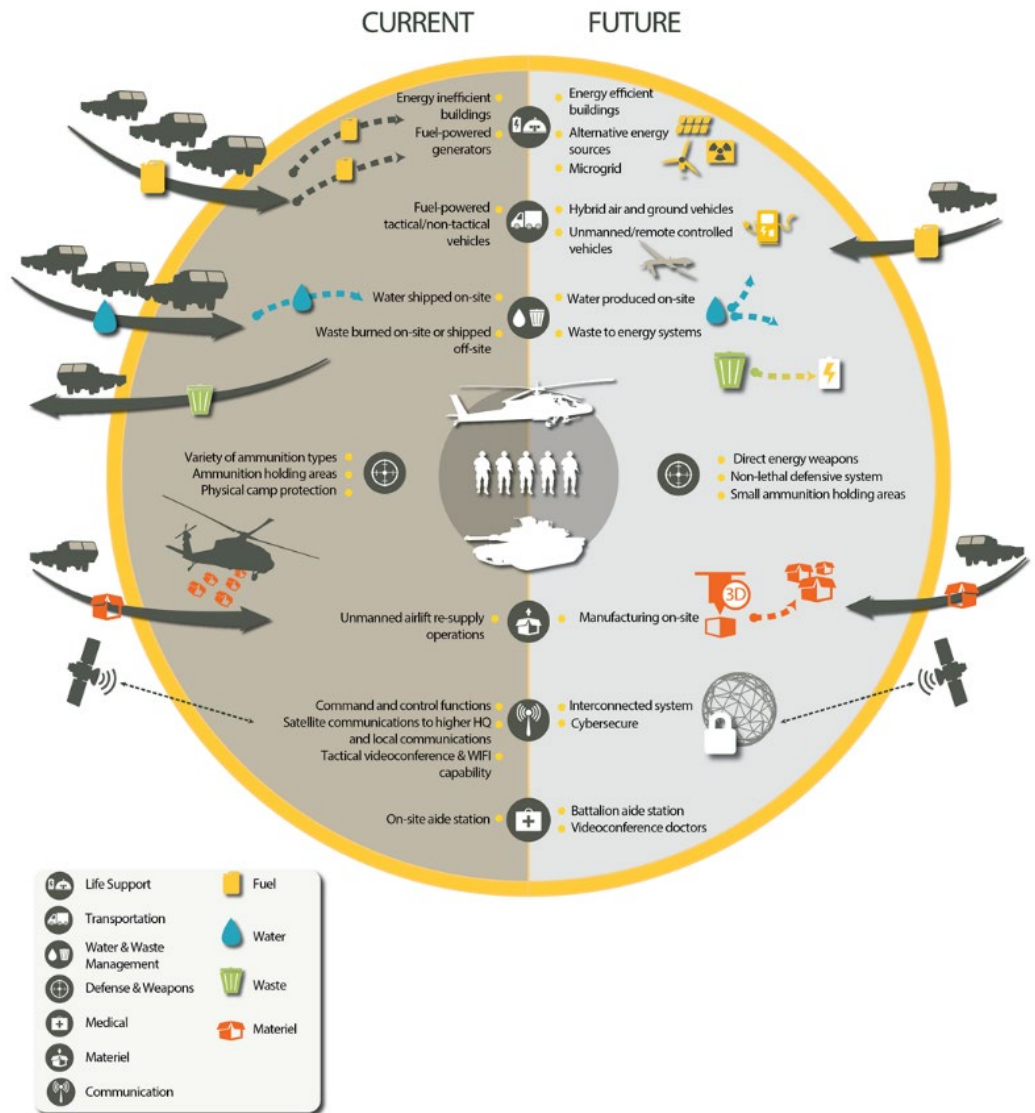 CURRENT
FUTURE
Energy inefficient
buildings
Fuel-powered
generators
Energy efficient
buildings
Alternative energy
sources
Microgrid
Fuel-powered
tactical/non-tactical
vehicles
Hybrid air and ground vehicles
Unmanned/remote controlled
vehicles
Water shipped on-site
Waste burned on-site or shipped
off-site
Water produced on-site
Waste to energy systems
Variety of ammunition types
Ammunition holding areas
Physical camp protection
Direct energy weapons
Non-lethal defensive system
Small ammunition holding areas
Unmanned airlift re-supply
operations
Manufacturing on-site
3D
Command and control functions
Satellite communications to higher HQ
and local communications
Tactical videoconference & WIFI
capability
Interconnected system
Cybersecure
On-site aide station
Battalion aide station
Videoconference doctors
Life Support
Transportation
Water & Waste
Management
Defense & Weapons
Medical
Materiel
Communication
Fuel
Water
Waste
Materiel